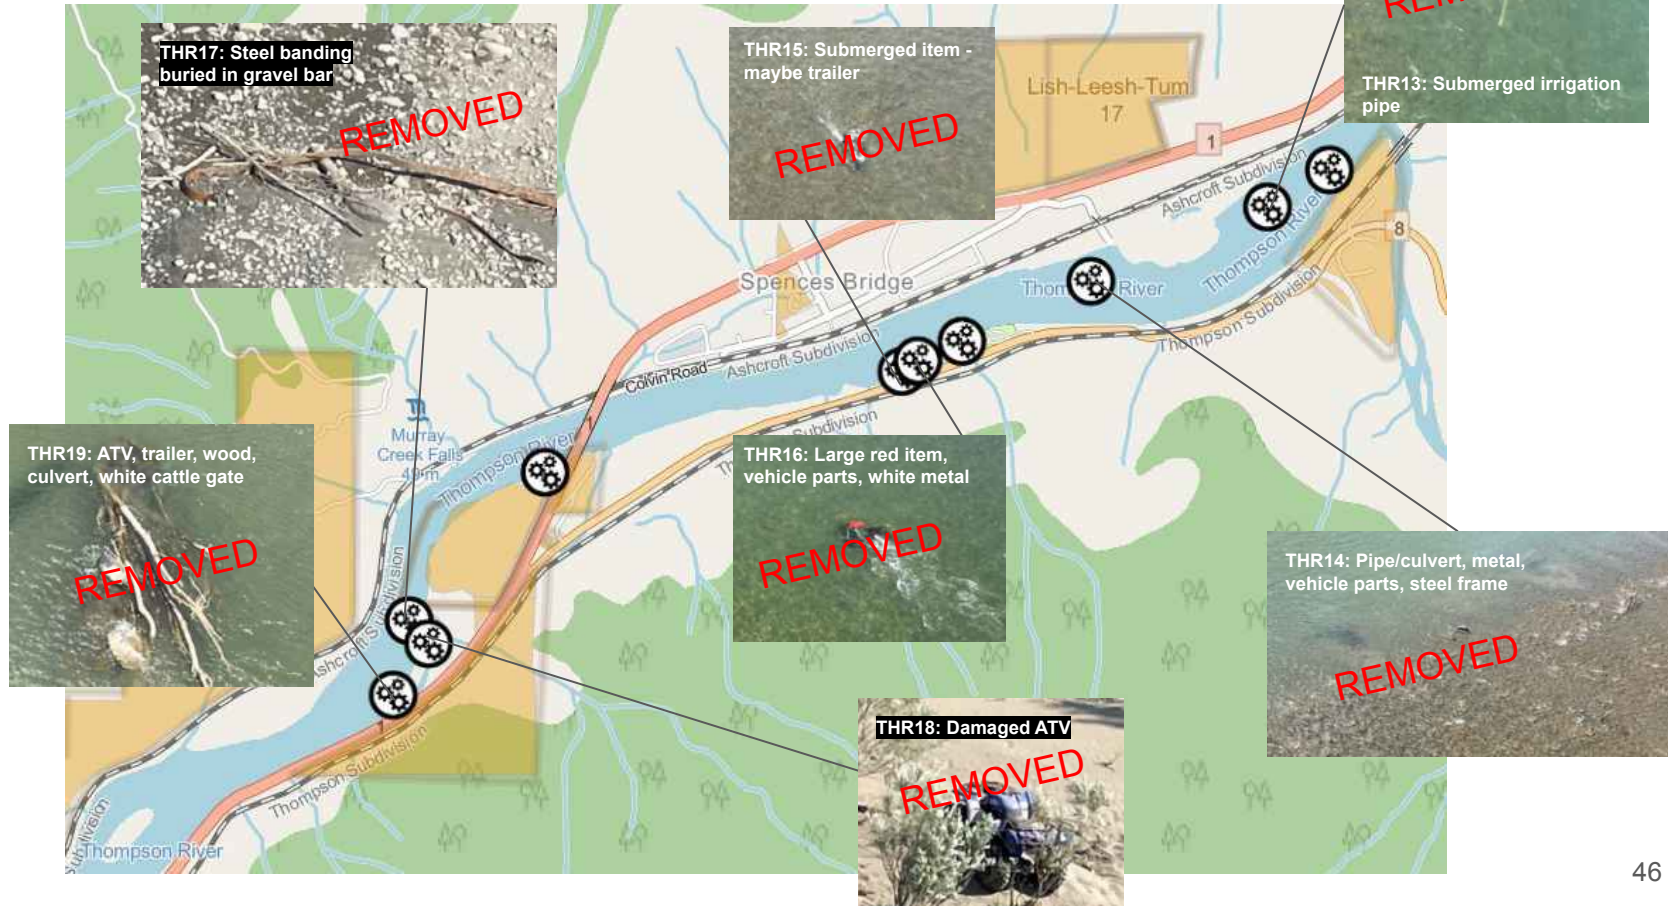 THR17: Steel banding
buried in gravel bar
REMOVED
THR15: Submerged item -
maybe trailer
REMOVED
THR13: Submerged irrigation
pipe
Lish-Leesh-Tum
17
1
Ashcroft Subdivision
Thompson River
8
Spences Bridge
Thom River
Thompson Subdivision
Ashcroft Subdivision
Colvin Road
Subdivision
1
Murray
Creek Falls
49 m
Thompson River
THR19: ATV, trailer, wood,
culvert, white cattle gate
REMOVED
THR16: Large red item,
vehicle parts, white metal
REMOVED
THR14: Pipe/culvert, metal,
vehicle parts, steel frame
REMOVED
Ashcroft Subdivision
1
Thompson Subdivision
THR18: Damaged ATV
REMOVED
Subdivision
Thompson River
46